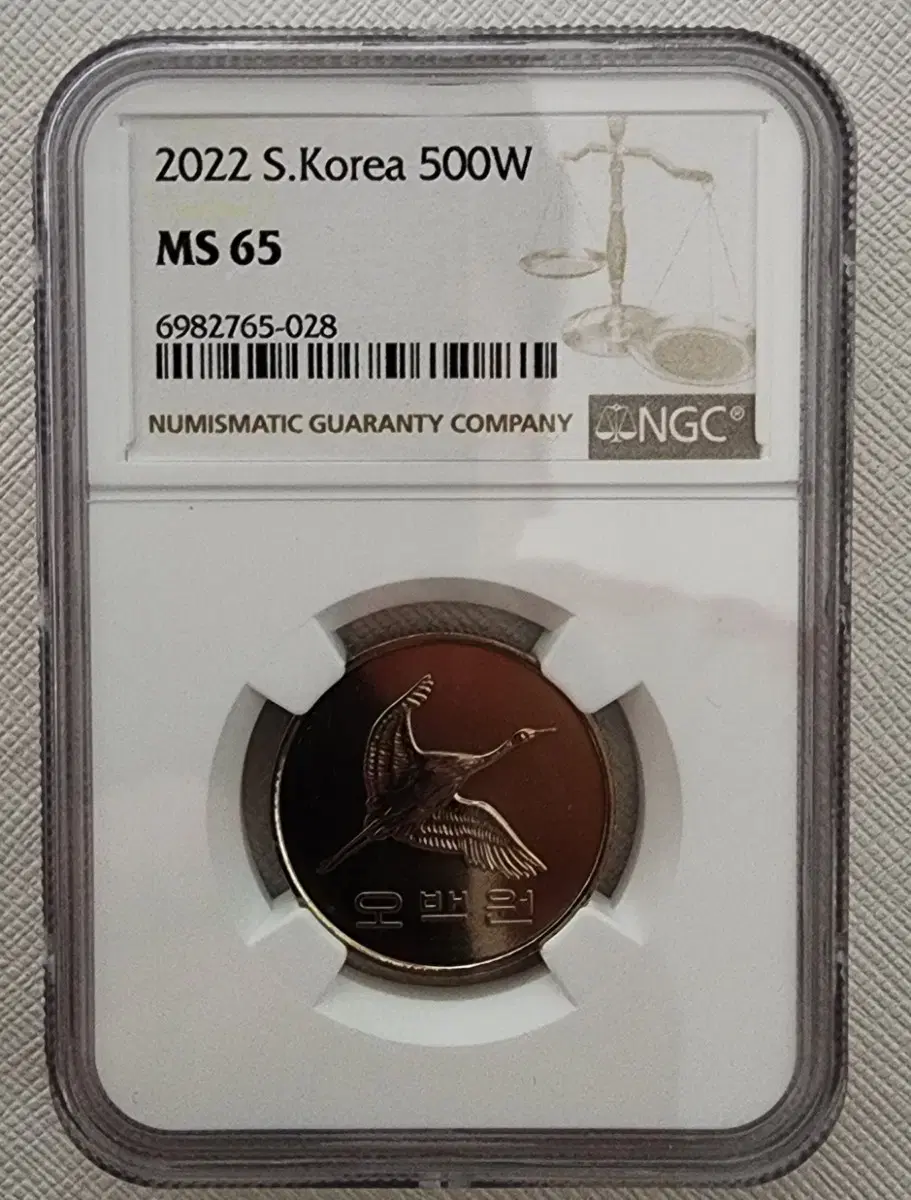 2022 S.Korea 500W
MS 65
6982765-028
NUMISMATIC GUARANTY COMPANY NGC®
오백원